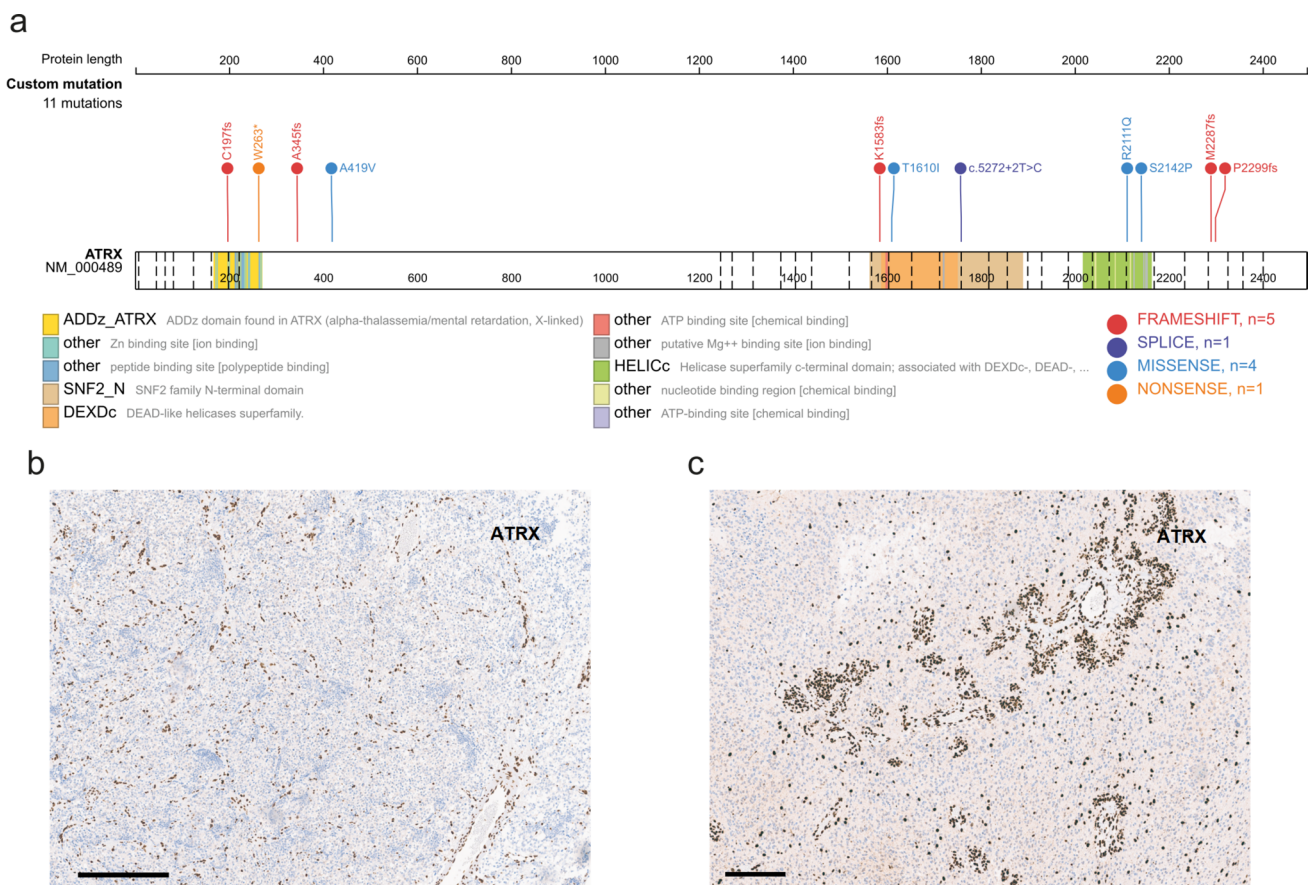 a
Protein length
200 400 600 800 1000 1200 1400 1600 1800 2000 2200 2400
Custom mutation
11 mutations
C197fs
W263*
A345fs
A419V
K1583fs
T1610I
c.5272+2T>C
R2111Q
S2142P
M2287fs
P2299fs
ATRX
NM_000489
200 400 600 800 1000 1200 1400 1600 1800 2000 2200 2400
ADDz_ATRX ADDz domain found in ATRX (alpha-thalassemia/mental retardation, X-linked)
other Zn binding site [ion binding]
other peptide binding site [polypeptide binding]
SNF2_N SNF2 family N-terminal domain
DEXDc DEAD-like helicases superfamily.
other ATP binding site [chemical binding]
other putative Mg++ binding site [ion binding]
HELICc Helicase superfamily c-terminal domain; associated with DEXDc-, DEAD-, ...
other nucleotide binding region [chemical binding]
other ATP-binding site [chemical binding]
FRAMESHIFT, n=5
SPLICE, n=1
MISSENSE, n=4
NONSENSE, n=1
b
ATRX
c
ATRX